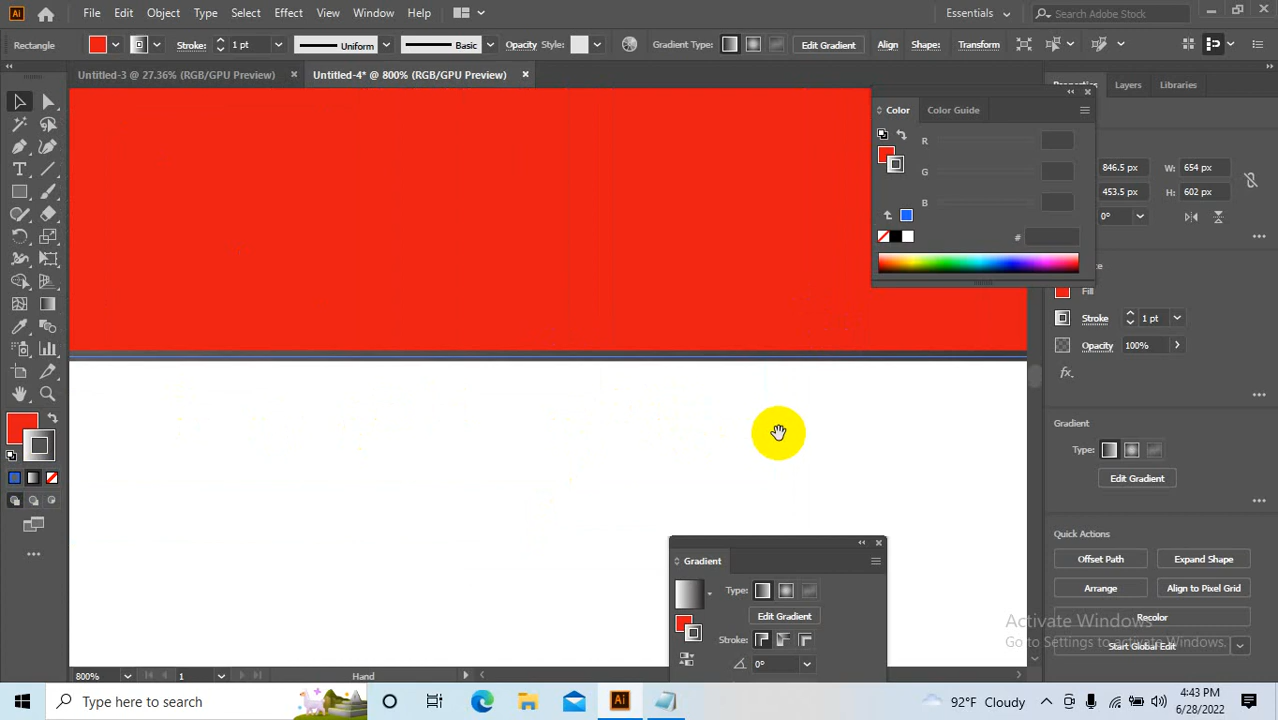 Ai File Edit Object Type Select Effect View Window Help Essentials Search Adobe Stock
Rectangle Stroke: 1 pt Uniform Basic Opacity Style: Gradient Type: Edit Gradient Align Shape: Transform
Untitled-3 @ 27.36% (RGB/GPU Preview) Untitled-4* @ 800% (RGB/GPU Preview) Layers Libraries
Color Color Guide
R
G
B
#
846.5 px W: 654 px
453.5 px H: 602 px
0°
Fill
Stroke 1 pt
Opacity 100%
fx
Gradient
Type:
Edit Gradient
Quick Actions
Offset Path Expand Shape
Arrange Align to Pixel Grid
Recolor
Start Global Edit
Activate Windows
Go to Settings to activate Windows.
Gradient
Type:
Edit Gradient
Stroke:
0°
800% 1 Hand
Type here to search Ai 92°F Cloudy 4:43 PM
6/28/2022